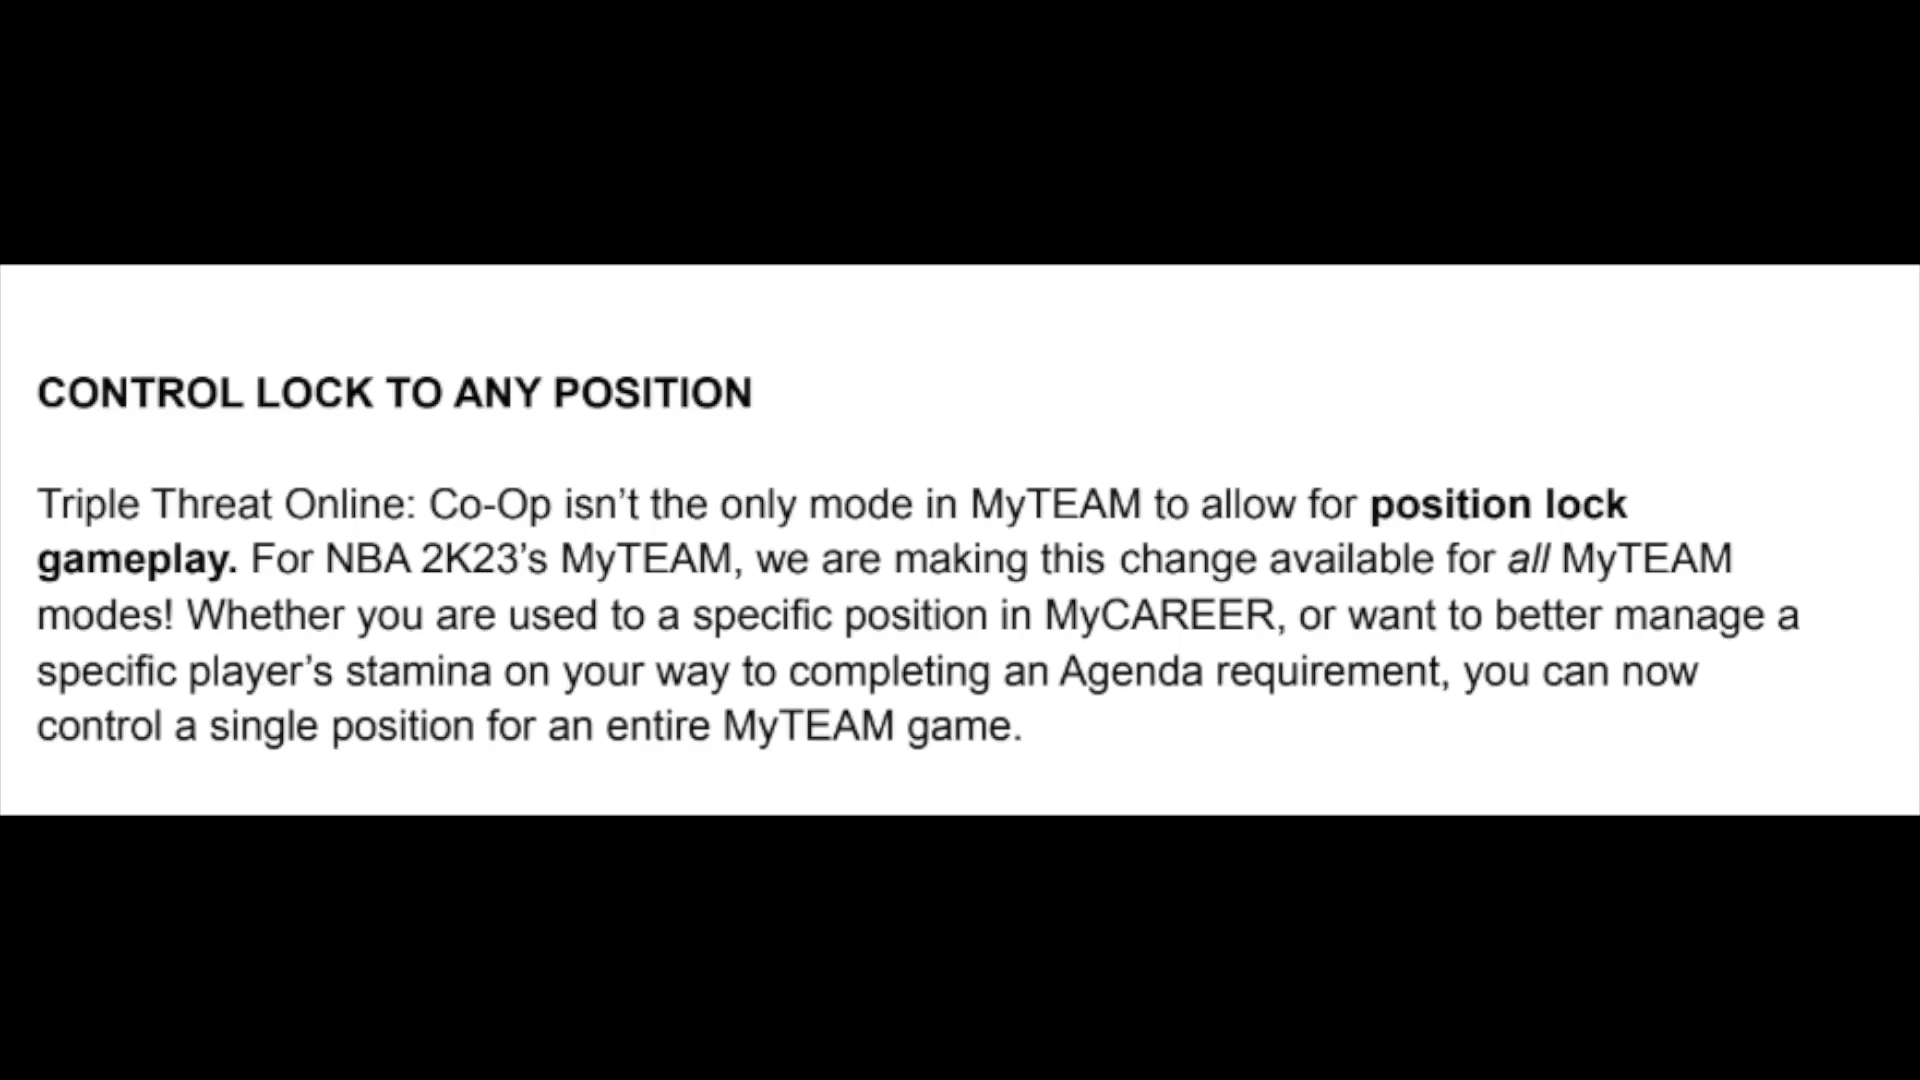 CONTROL LOCK TO ANY POSITION
Triple Threat Online: Co-Op isn’t the only mode in MyTEAM to allow for position lock
gameplay. For NBA 2K23’s MyTEAM, we are making this change available for all MyTEAM
modes! Whether you are used to a specific position in MyCAREER, or want to better manage a
specific player’s stamina on your way to completing an Agenda requirement, you can now
control a single position for an entire MyTEAM game.